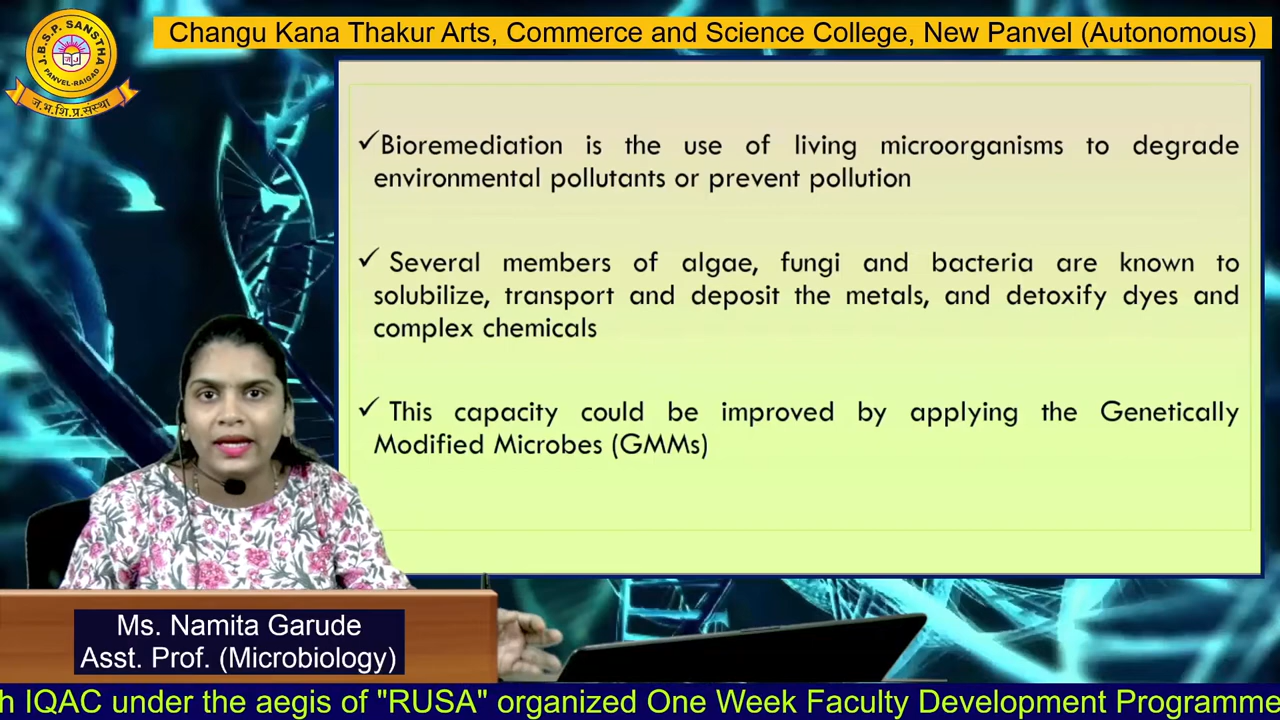 Changu Kana Thakur Arts, Commerce and Science College, New Panvel (Autonomous)
J.B.S.P. SANSTHA
PANVEL-RAIGAD
ज.भ.शि.प्र.संस्था
✓Bioremediation is the use of living microorganisms to degrade
environmental pollutants or prevent pollution
✓ Several members of algae, fungi and bacteria are known to
solubilize, transport and deposit the metals, and detoxify dyes and
complex chemicals
✓ This capacity could be improved by applying the Genetically
Modified Microbes (GMMs)
Ms. Namita Garude
Asst. Prof. (Microbiology)
h IQAC under the aegis of "RUSA" organized One Week Faculty Development Programme